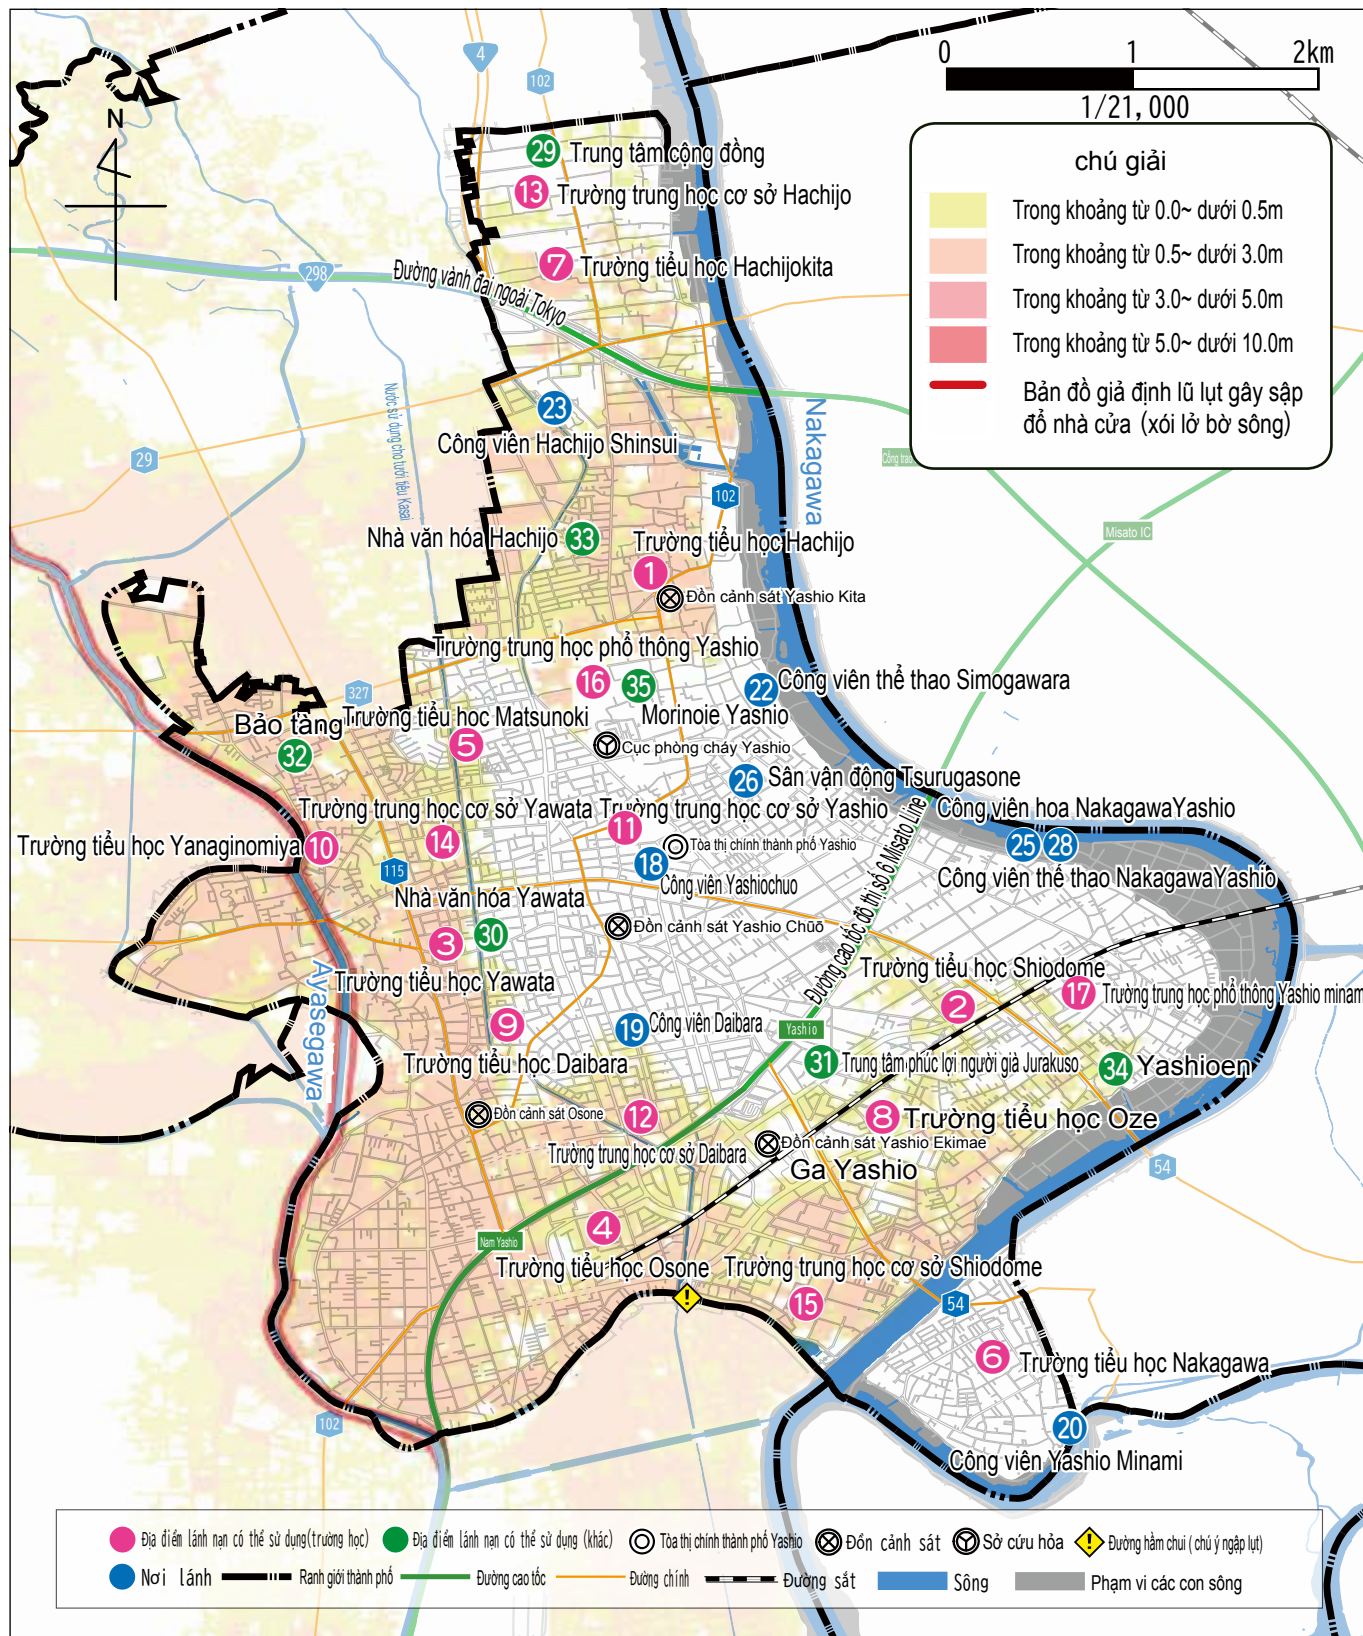 0 1 2km
1/21,000
N
4
102
298
29
chú giải
Trong khoảng từ 0.0~ dưới 0.5m
Trong khoảng từ 0.5~ dưới 3.0m
Trong khoảng từ 3.0~ dưới 5.0m
Trong khoảng từ 5.0~ dưới 10.0m
Bản đồ giả định lũ lụt gây sập
đổ nhà cửa (xói lở bờ sông)
29 Trung tâm cộng đồng
13 Trường trung học cơ sở Hachijo
7 Trường tiểu học Hachijokita
Đường vành đai ngoài Tokyo
Nước sử dụng cho tưới tiêu Kasai
23
Công viên Hachijo Shinsui
Nakagawa
102
Misato IC
Nhà văn hóa Hachijo 33
Trường tiểu học Hachijo
1
Đồn cảnh sát Yashio Kita
Trường trung học phổ thông Yashio
16 35
Morinoie Yashio
22 Công viên thể thao Simogawara
327
Bảo tàng
32
Trường tiểu học Matsunoki
5
Cục phòng cháy Yashio
26 Sân vận động Tsurugasone
Trường trung học cơ sở Yawata
14
Trường trung học cơ sở Yashio
11
Tòa thị chính thành phố Yashio
18
Công viên Yashiochuo
Công viên hoa NakagawaYashio
25 28
Công viên thể thao NakagawaYashio
Trường tiểu học Yanaginomiya 10
115
Đường cao tốc đô thị số 6 Misato Line
Nhà văn hóa Yawata
30
3
Đồn cảnh sát Yashio Chūō
Trường tiểu học Yawata
Ayasegawa
Trường tiểu học Shiodome
2
17
Trường trung học phổ thông Yashio minami
9
Trường tiểu học Daibara
19 Công viên Daibara
Yashio
31 Trung tâm phúc lợi người già Jurakuso
34 Yashioen
Đồn cảnh sát Osone
12
Trường trung học cơ sở Daibara
8 Trường tiểu học Oze
Đồn cảnh sát Yashio Ekimae
Ga Yashio
54
4
Nam Yashio
Trường tiểu học Osone
Trường trung học cơ sở Shiodome
15
54
6
Trường tiểu học Nakagawa
102
20
Công viên Yashio Minami
Địa điểm lánh nạn có thể sử dụng(trường học) Địa điểm lánh nạn có thể sử dụng (khác) Tòa thị chính thành phố Yashio Đồn cảnh sát Sở cứu hỏa Đường hầm chui ( chú ý ngập lụt)
Nơi lánh Ranh giới thành phố Đường cao tốc Đường chính Đường sắt Sông Phạm vi các con sông